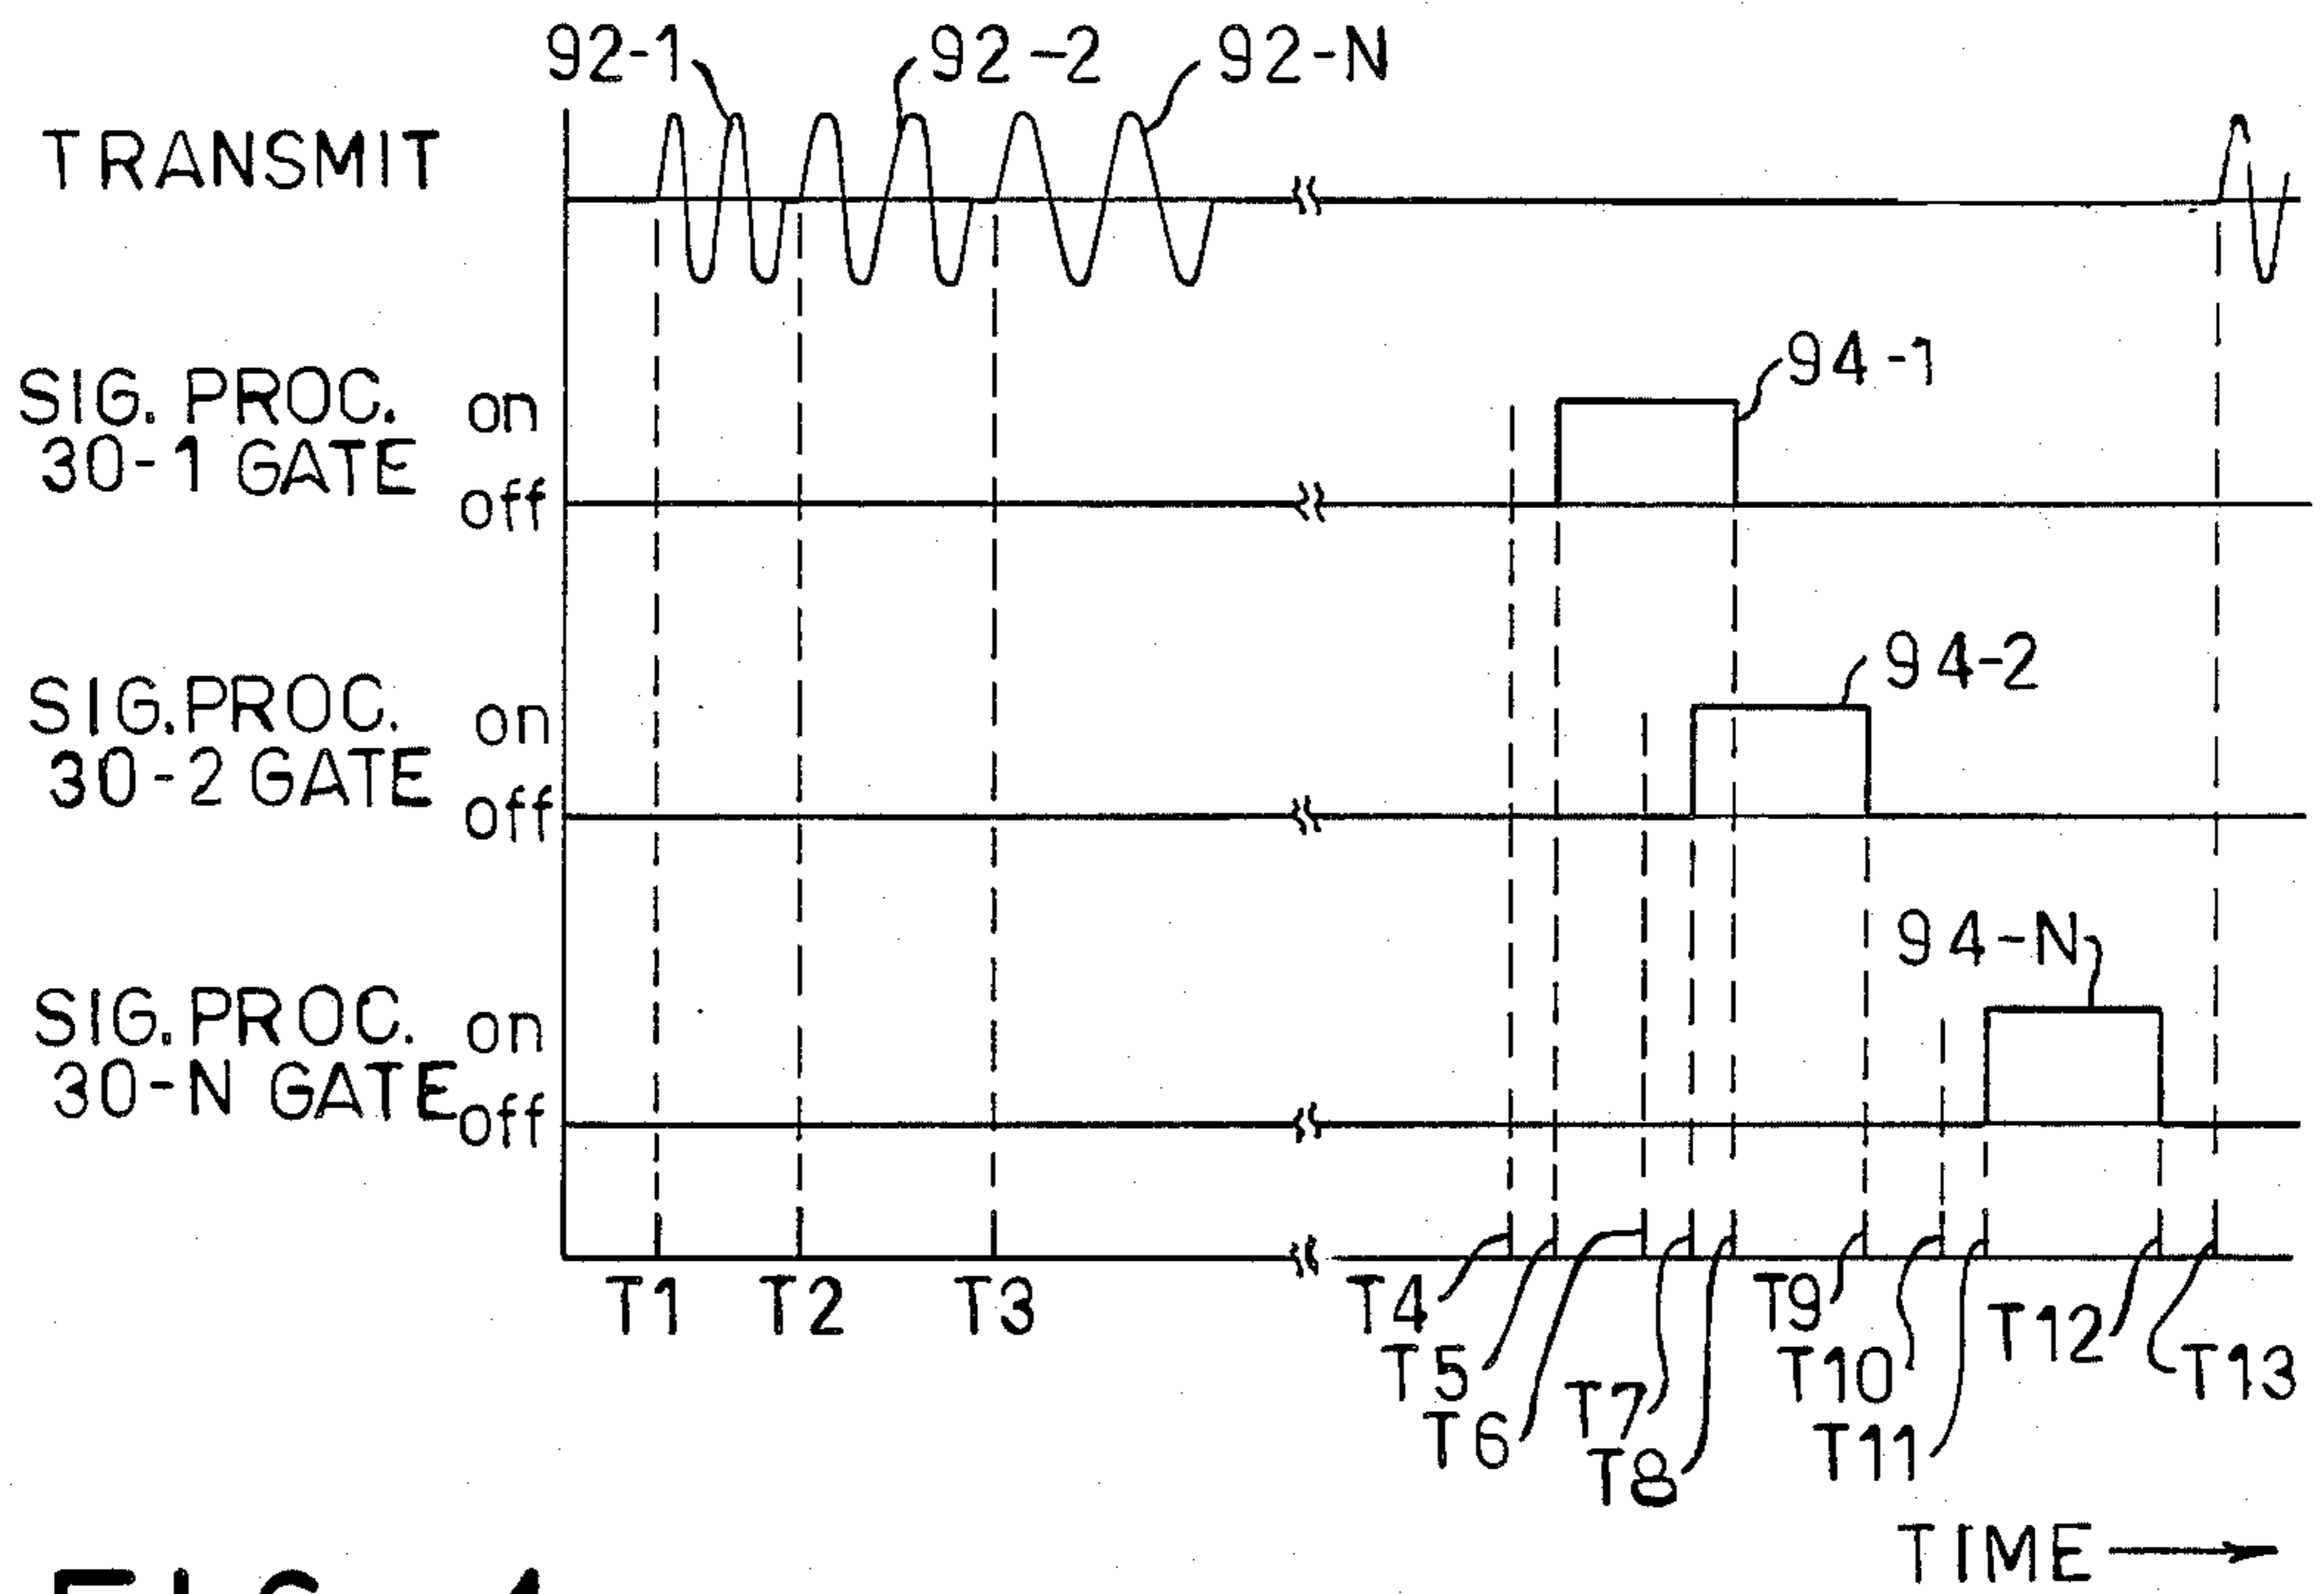 92-1 92-2 92-N
TRANSMIT
94-1
SIG. PROC. on
30-1 GATE
off
94-2
SIG. PROC. on
30-2 GATE
off
94-N
SIG. PROC. on
30-N GATE
off
T1 T2 T3 T4 T9 T12
T5 T10 T13
T6 T7 T11
T8
TIME